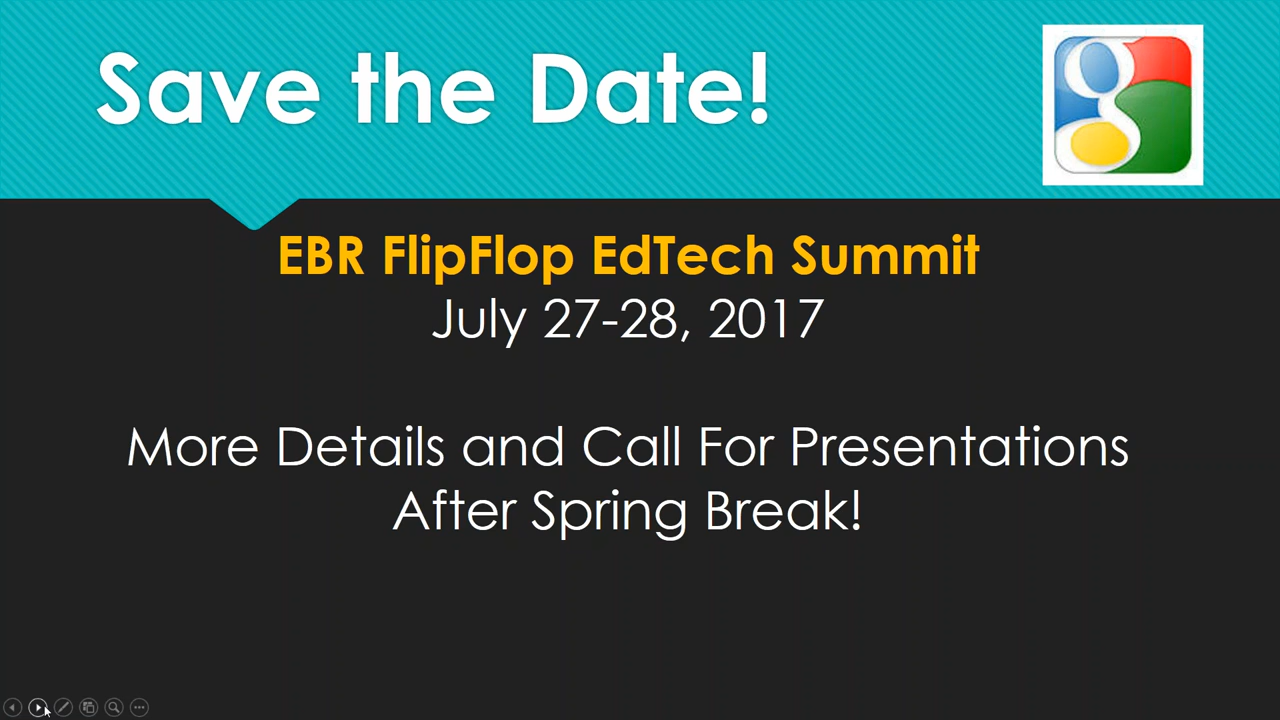 Save the Date!
EBR FlipFlop EdTech Summit
July 27-28, 2017
More Details and Call For Presentations
After Spring Break!